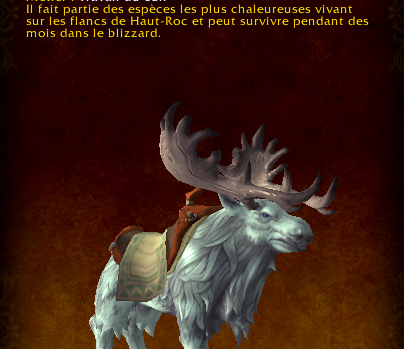 Il fait partie des espèces les plus chaleureuses vivant
sur les flancs de Haut-Roc et peut survivre pendant des
mois dans le blizzard.